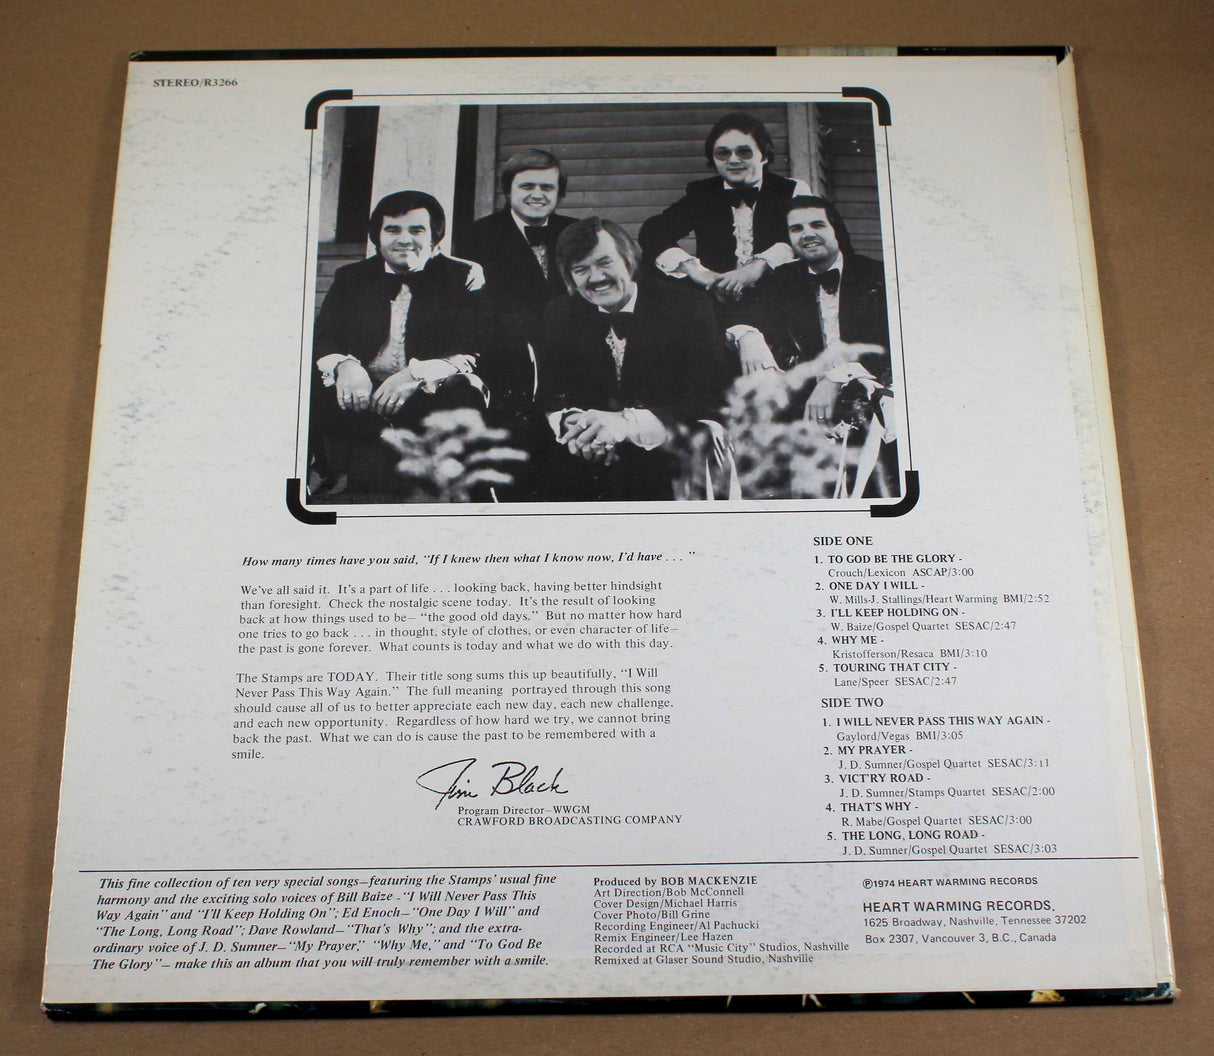 STEREO/R3266
How many times have you said, "If I knew then what I know now, I'd have . . . "
We've all said it. It's a part of life . . . looking back, having better hindsight
than foresight. Check the nostalgic scene today. It's the result of looking
back at how things used to be— "the good old days." But no matter how hard
one tries to go back . . . in thought, style of clothes, or even character of life—
the past is gone forever. What counts is today and what we do with this day.
The Stamps are TODAY. Their title song sums this up beautifully, "I Will
Never Pass This Way Again." The full meaning portrayed through this song
should cause all of us to better appreciate each new day, each new challenge,
and each new opportunity. Regardless of how hard we try, we cannot bring
back the past. What we can do is cause the past to be remembered with a
smile.
Jim Black
Program Director—WWGM
CRAWFORD BROADCASTING COMPANY
SIDE ONE
1. TO GOD BE THE GLORY -
Crouch/Lexicon ASCAP/3:00
2. ONE DAY I WILL -
W. Mills-J. Stallings/Heart Warming BMI/2:52
3. I'LL KEEP HOLDING ON -
W. Baize/Gospel Quartet SESAC/2:47
4. WHY ME -
Kristofferson/Resaca BMI/3:10
5. TOURING THAT CITY -
Lane/Speer SESAC/2:47
SIDE TWO
1. I WILL NEVER PASS THIS WAY AGAIN -
Gaylord/Vegas BMI/3:05
2. MY PRAYER -
J. D. Sumner/Gospel Quartet SESAC/3:11
3. VICT'RY ROAD -
J. D. Sumner/Stamps Quartet SESAC/2:00
4. THAT'S WHY -
R. Mabe/Gospel Quartet SESAC/3:00
5. THE LONG, LONG ROAD -
J. D. Sumner/Gospel Quartet SESAC/3:03
This fine collection of ten very special songs—featuring the Stamps' usual fine
harmony and the exciting solo voices of Bill Baize -"I Will Never Pass This
Way Again" and "I'll Keep Holding On"; Ed Enoch—"One Day I Will" and
"The Long, Long Road"; Dave Rowland—"That's Why"; and the extra-
ordinary voice of J. D. Sumner—"My Prayer," "Why Me," and "To God Be
The Glory"— make this an album that you will truly remember with a smile.
Produced by BOB MACKENZIE
Art Direction/Bob McConnell
Cover Design/Michael Harris
Cover Photo/Bill Grine
Recording Engineer/Al Pachucki
Remix Engineer/Lee Hazen
Recorded at RCA "Music City" Studios, Nashville
Remixed at Glaser Sound Studio, Nashville
℗1974 HEART WARMING RECORDS
HEART WARMING RECORDS,
1625 Broadway, Nashville, Tennessee 37202
Box 2307, Vancouver 3, B.C., Canada